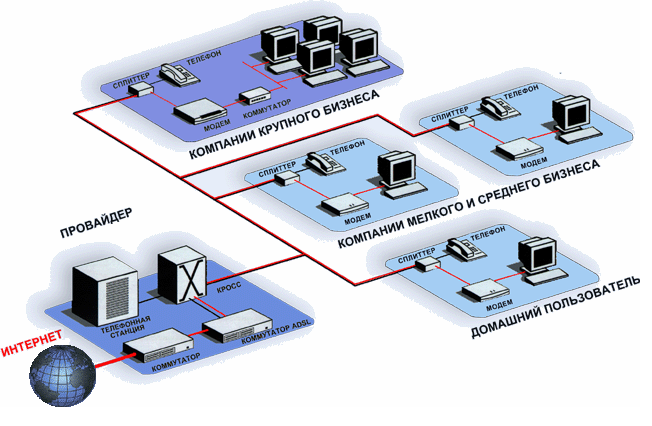 СПЛИТТЕР
ТЕЛЕФОН
МОДЕМ
КОММУТАТОР
КОМПАНИИ КРУПНОГО БИЗНЕСА
СПЛИТТЕР
ТЕЛЕФОН
МОДЕМ
СПЛИТТЕР
ТЕЛЕФОН
МОДЕМ
КОМПАНИИ МЕЛКОГО И СРЕДНЕГО БИЗНЕСА
СПЛИТТЕР
ТЕЛЕФОН
МОДЕМ
ДОМАШНИЙ ПОЛЬЗОВАТЕЛЬ
ПРОВАЙДЕР
КРОСС
ТЕЛЕФОННАЯ
СТАНЦИЯ
КОММУТАТОР ADSL
КОММУТАТОР
ИНТЕРНЕТ